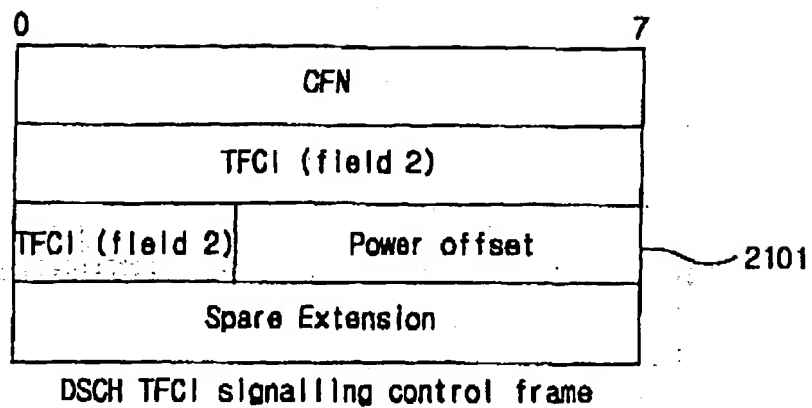 0 7
CFN
TFCI (field 2)
TFCI (field 2) Power offset 2101
Spare Extension
DSCH TFCI signalling control frame